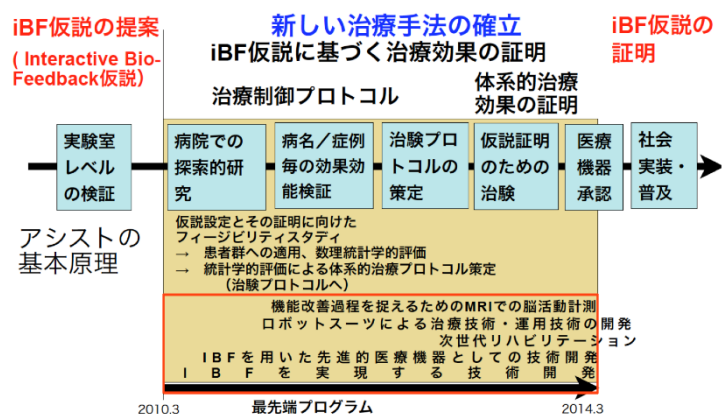 iBF仮説の提案
( Interactive Bio-
Feedback仮説）
新しい治療手法の確立
iBF仮説に基づく治療効果の証明
iBF仮説の
証明
治療制御プロトコル
体系的治療
効果の証明
実験室
レベル
の検証
病院での
探索的研
究
病名／症例
毎の効果効
能検証
治験プロ
トコルの
策定
仮説証明
のための
治験
医療
機器
承認
社会
実装・
普及
アシストの
基本原理
仮説設定とその証明に向けた
フィージビリティスタディ
→ 患者群への適用、数理統計学的評価
→ 統計学的評価による体系的治療プロトコル策定
（治験プロトコルへ）
機能改善過程を捉えるためのMRIでの脳活動計測
ロボットスーツによる治療技術・運用技術の開発
次世代リハビリテーション
IBFを用いた先進的医療機器としての技術開発
IBFを実現する技術開発
2010.3
最先端プログラム
2014.3